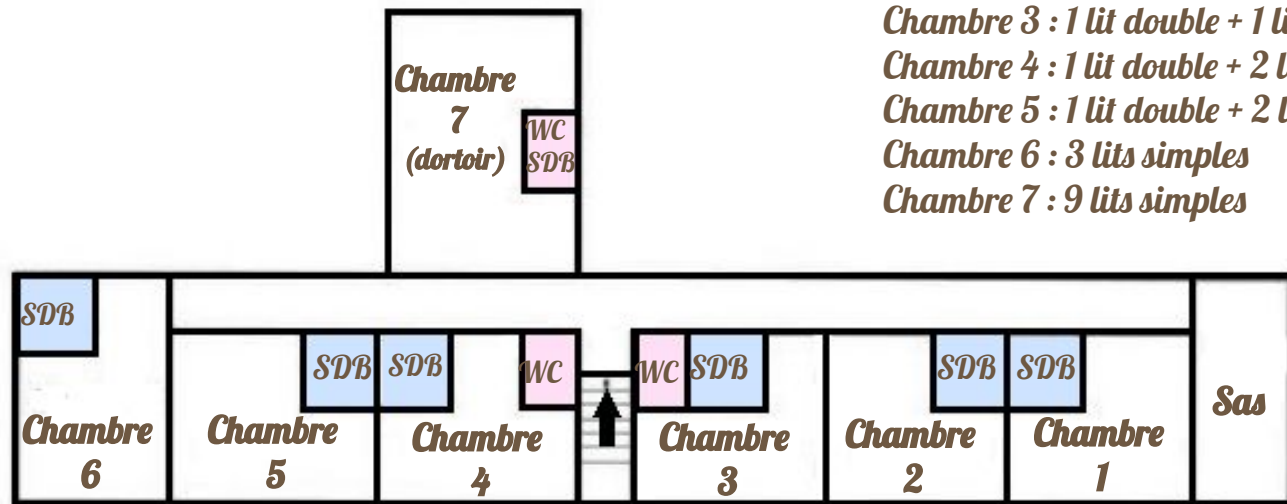 Chambre 3 : 1 lit double + 1
Chambre 4 : 1 lit double + 2
Chambre 5 : 1 lit double + 2
Chambre 6 : 3 lits simples
Chambre 7 : 9 lits simples
Chambre
7
(dortoir)
WC
SDB
SDB
SDB
SDB
WC
WC
SDB
SDB
SDB
Chambre
6
Chambre
5
Chambre
4
Chambre
3
Chambre
2
Chambre
1
Sas